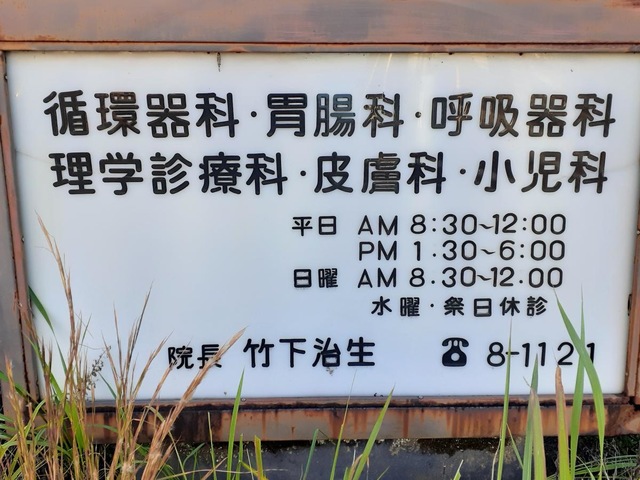 循環器科・胃腸科・呼吸器科
理学診療科・皮膚科・小児科
平日 AM 8:30~12:00
PM 1.30~6:00
日曜 AM 8.30~12.00
水曜・祭日休診
院長 竹下治生 ☎ 8-1121